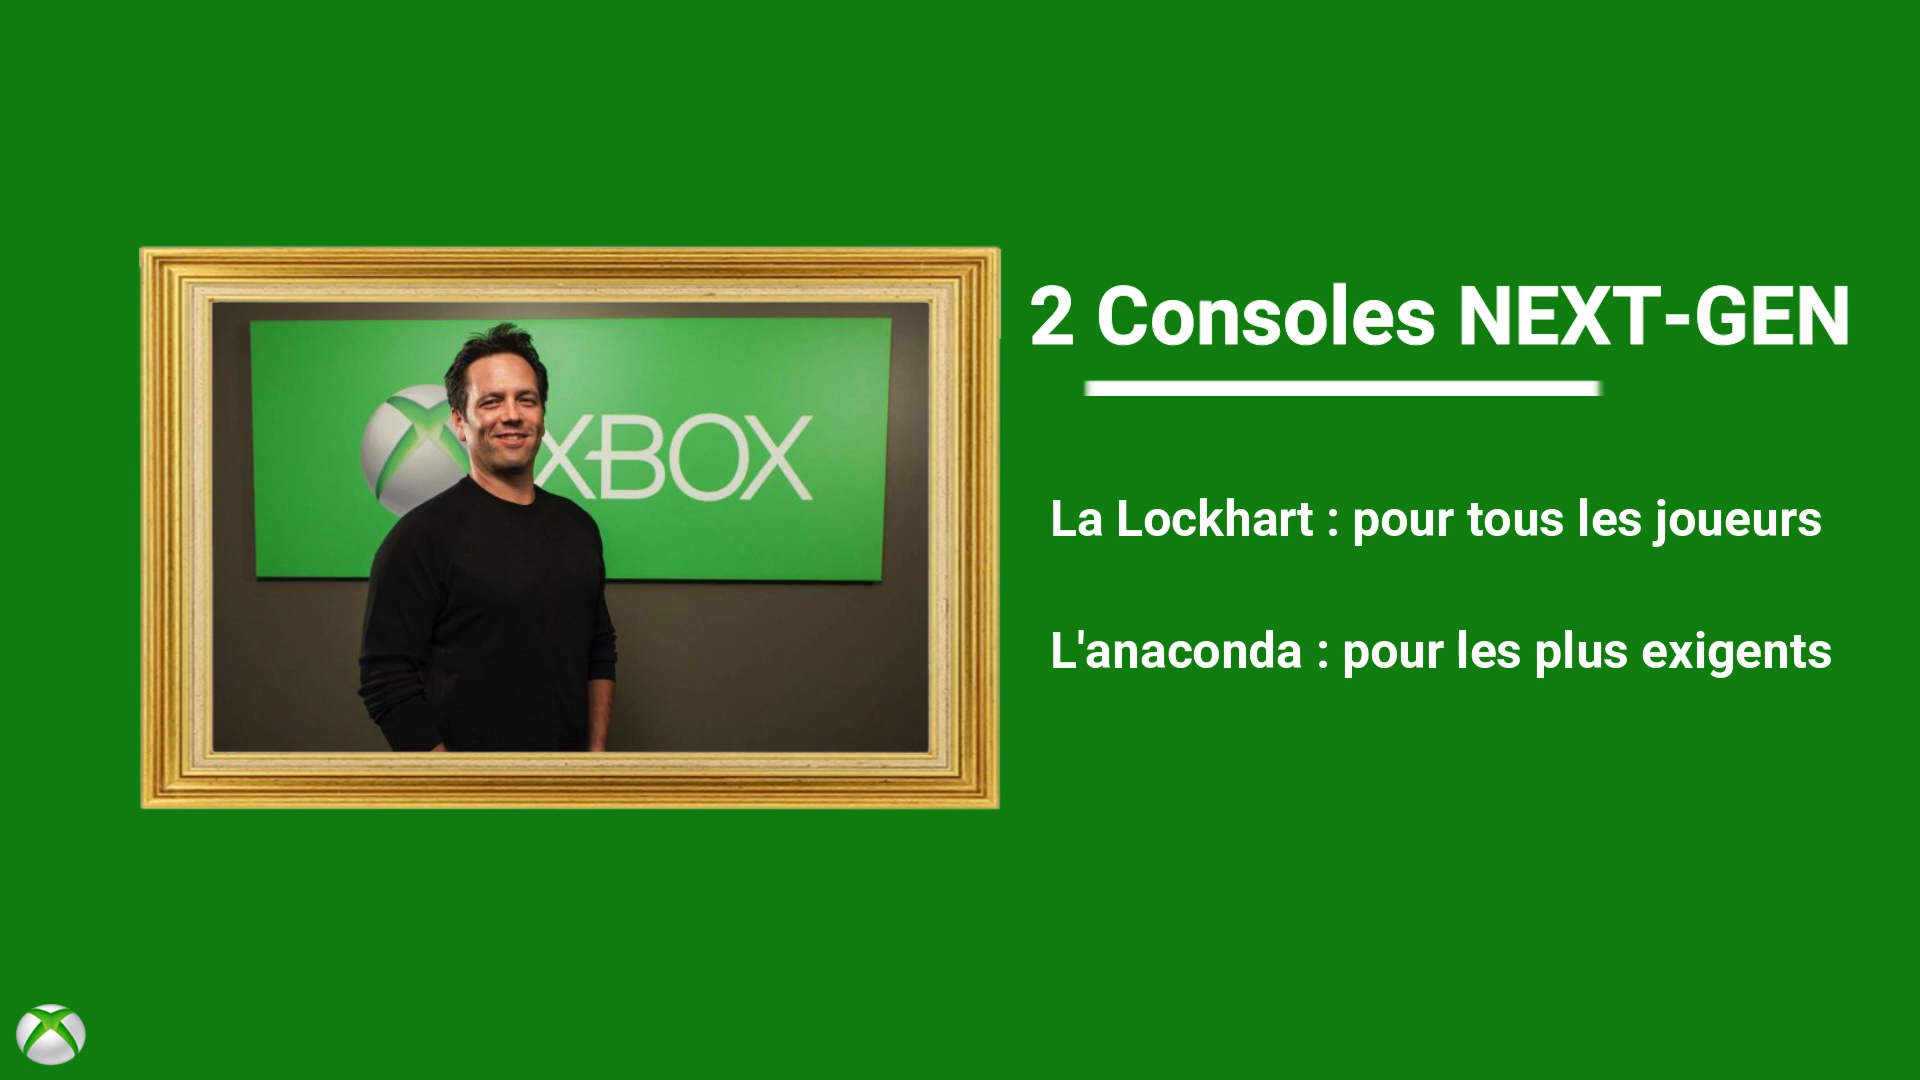 XBOX
2 Consoles NEXT-GEN
La Lockhart : pour tous les joueurs
L'anaconda : pour les plus exigents